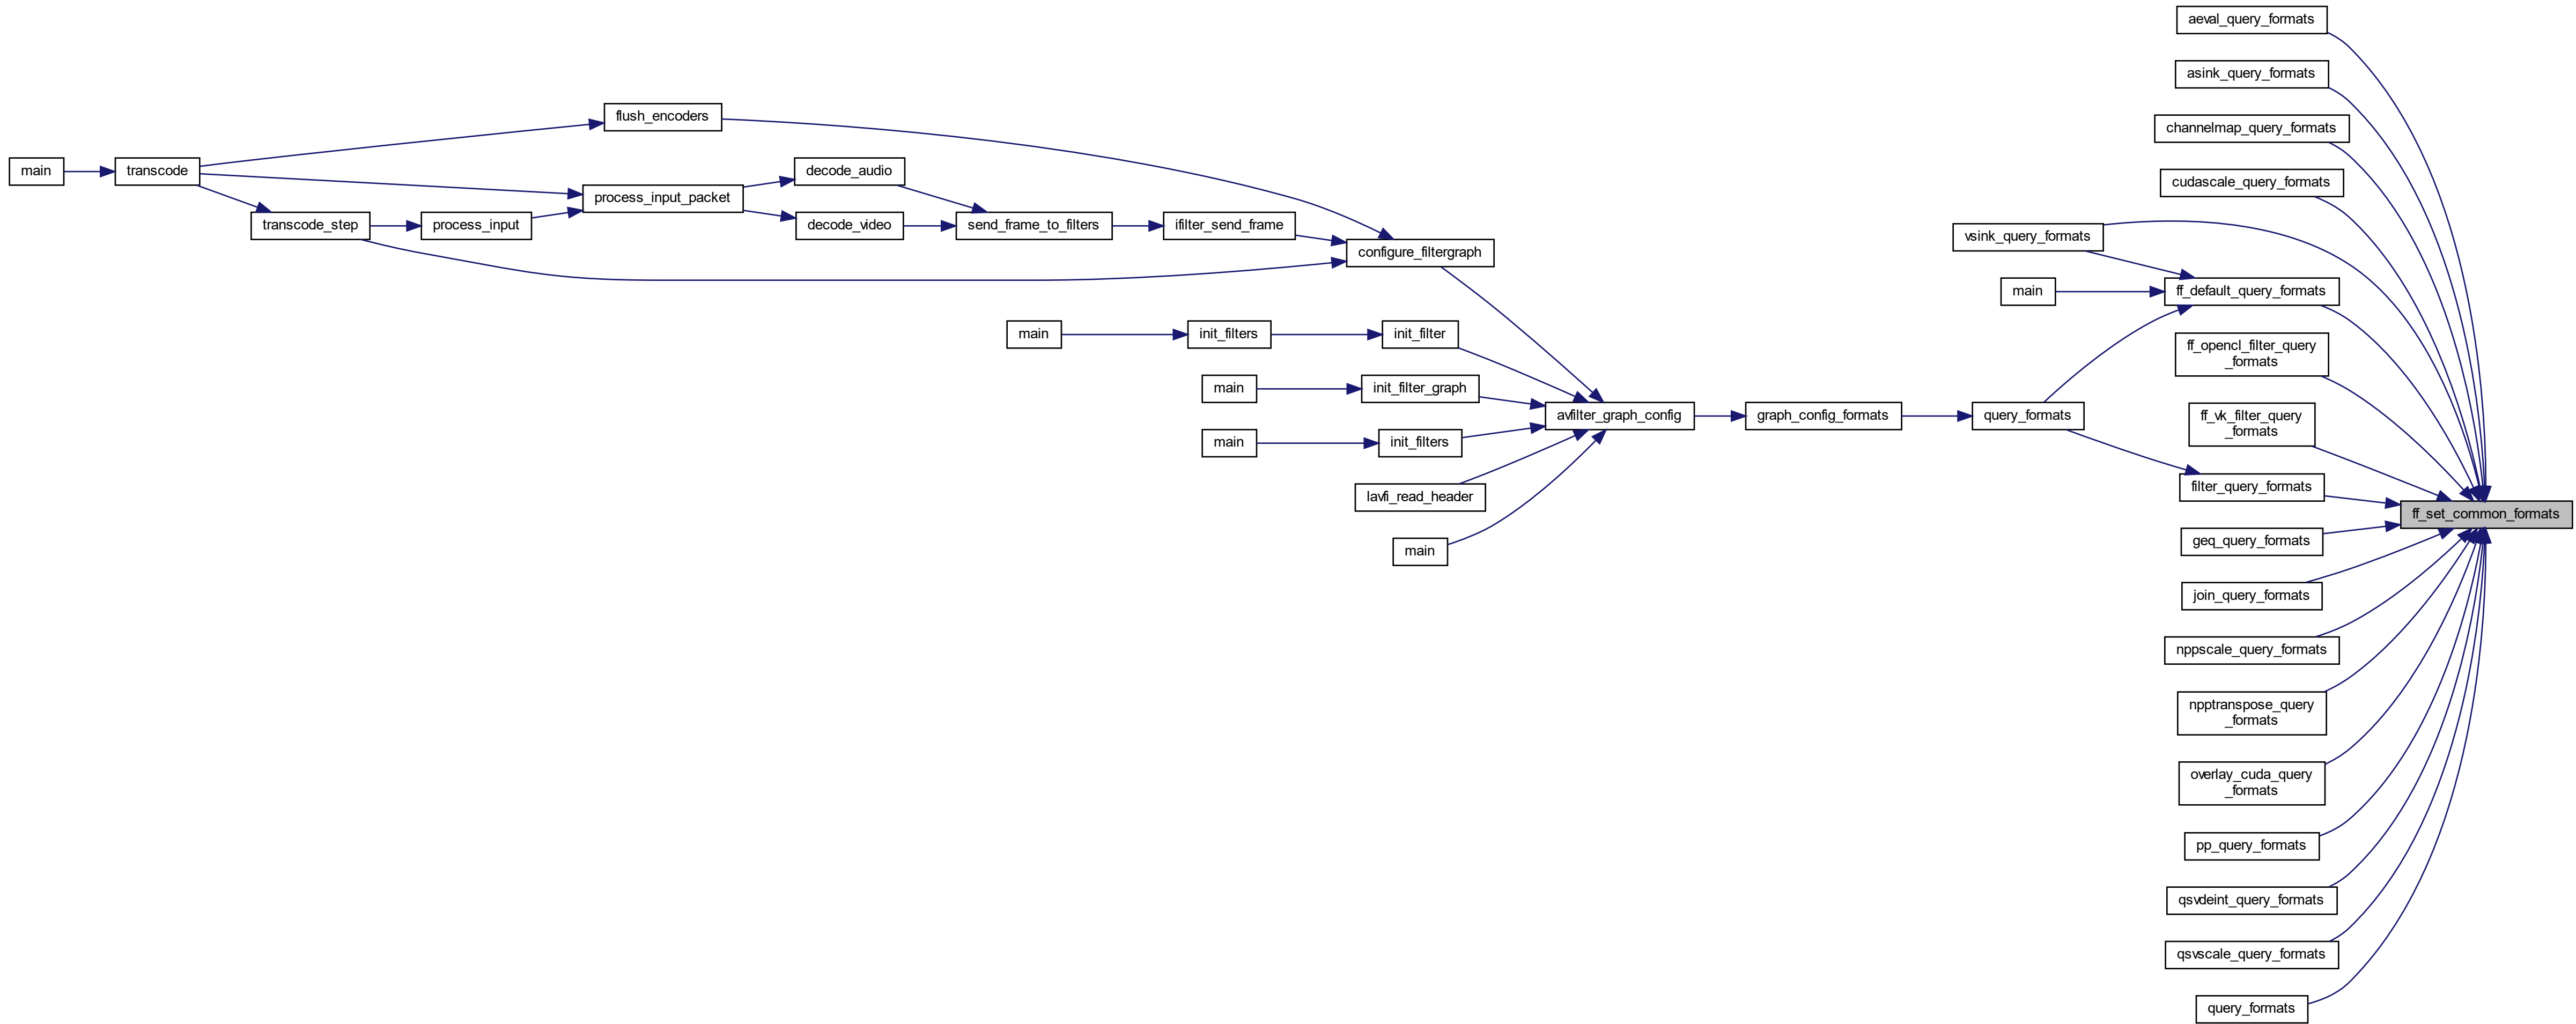 aeval_query_formats
asink_query_formats
flush_encoders
channelmap_query_formats
main
transcode
decode_audio
cudascale_query_formats
process_input_packet
transcode_step
process_input
decode_video
send_frame_to_filters
ifilter_send_frame
vsink_query_formats
configure_filtergraph
main
ff_default_query_formats
main
init_filters
init_filter
ff_opencl_filter_query
_formats
main
init_filter_graph
avfilter_graph_config
graph_config_formats
query_formats
ff_vk_filter_query
_formats
main
init_filters
filter_query_formats
lavfi_read_header
ff_set_common_formats
main
geq_query_formats
join_query_formats
nppscale_query_formats
npptranspose_query
_formats
overlay_cuda_query
_formats
pp_query_formats
qsvdeint_query_formats
qsvscale_query_formats
query_formats